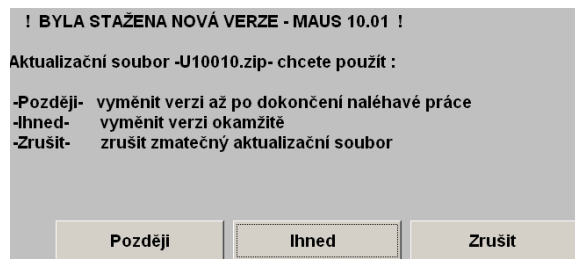 ! BYLA STAŽENA NOVÁ VERZE - MAUS 10.01 !
Aktualizační soubor -U10010.zip- chcete použít :
-Později- vyměnit verzi až po dokončení naléhavé práce
-Ihned- vyměnit verzi okamžitě
-Zrušit- zrušit zmatečný aktualizační soubor
Později Ihned Zrušit